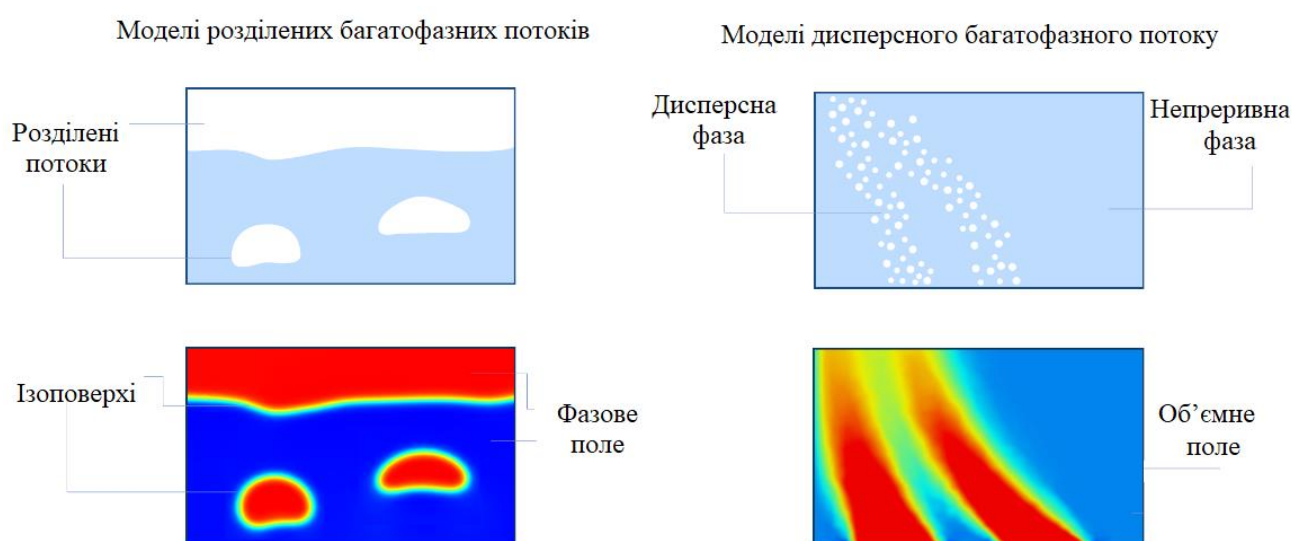 Моделі розділених багатофазних потоків
Моделі дисперсного багатофазного потоку
Розділені
потоки
Дисперсна
фаза
Непреривна
фаза
Ізоповерхі
Фазове
поле
Об’ємне
поле